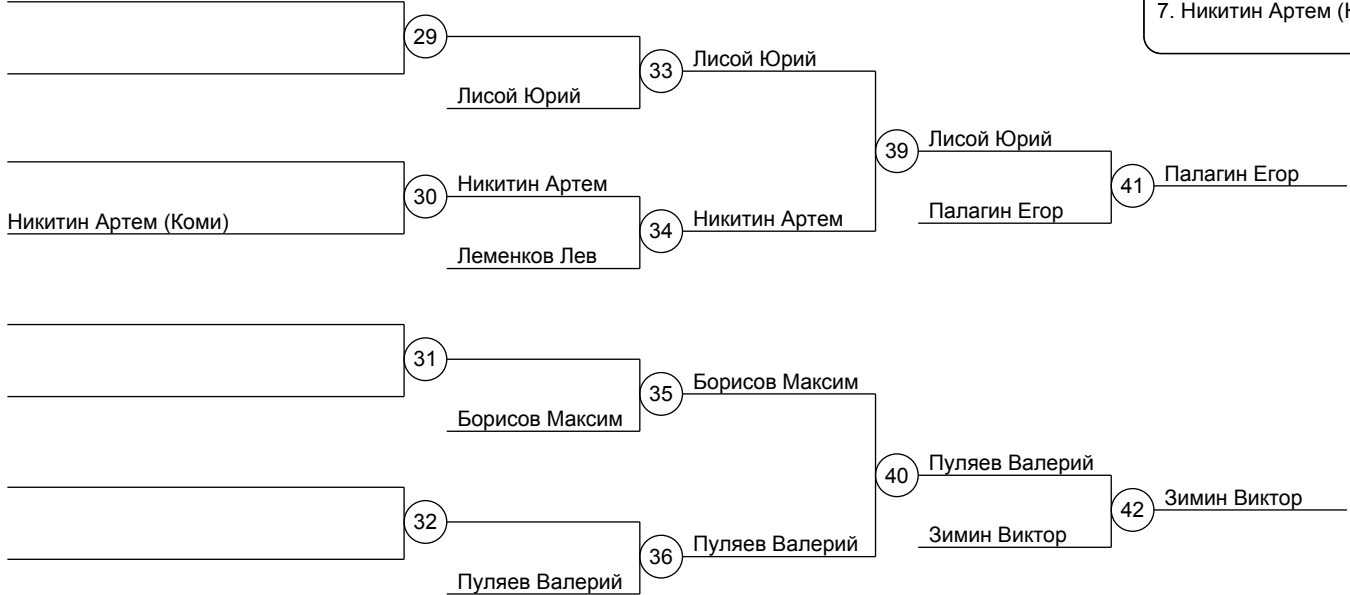 7. Никитин Артем (
29
33
Лисой Юрий
Лисой Юрий
39
Лисой Юрий
30
Никитин Артем
41
Палагин Егор
Никитин Артем (Коми)
34
Никитин Артем
Палагин Егор
Леменков Лев
31
35
Борисов Максим
Борисов Максим
40
Пуляев Валерий
32
42
Зимин Виктор
36
Пуляев Валерий
Зимин Виктор
Пуляев Валерий